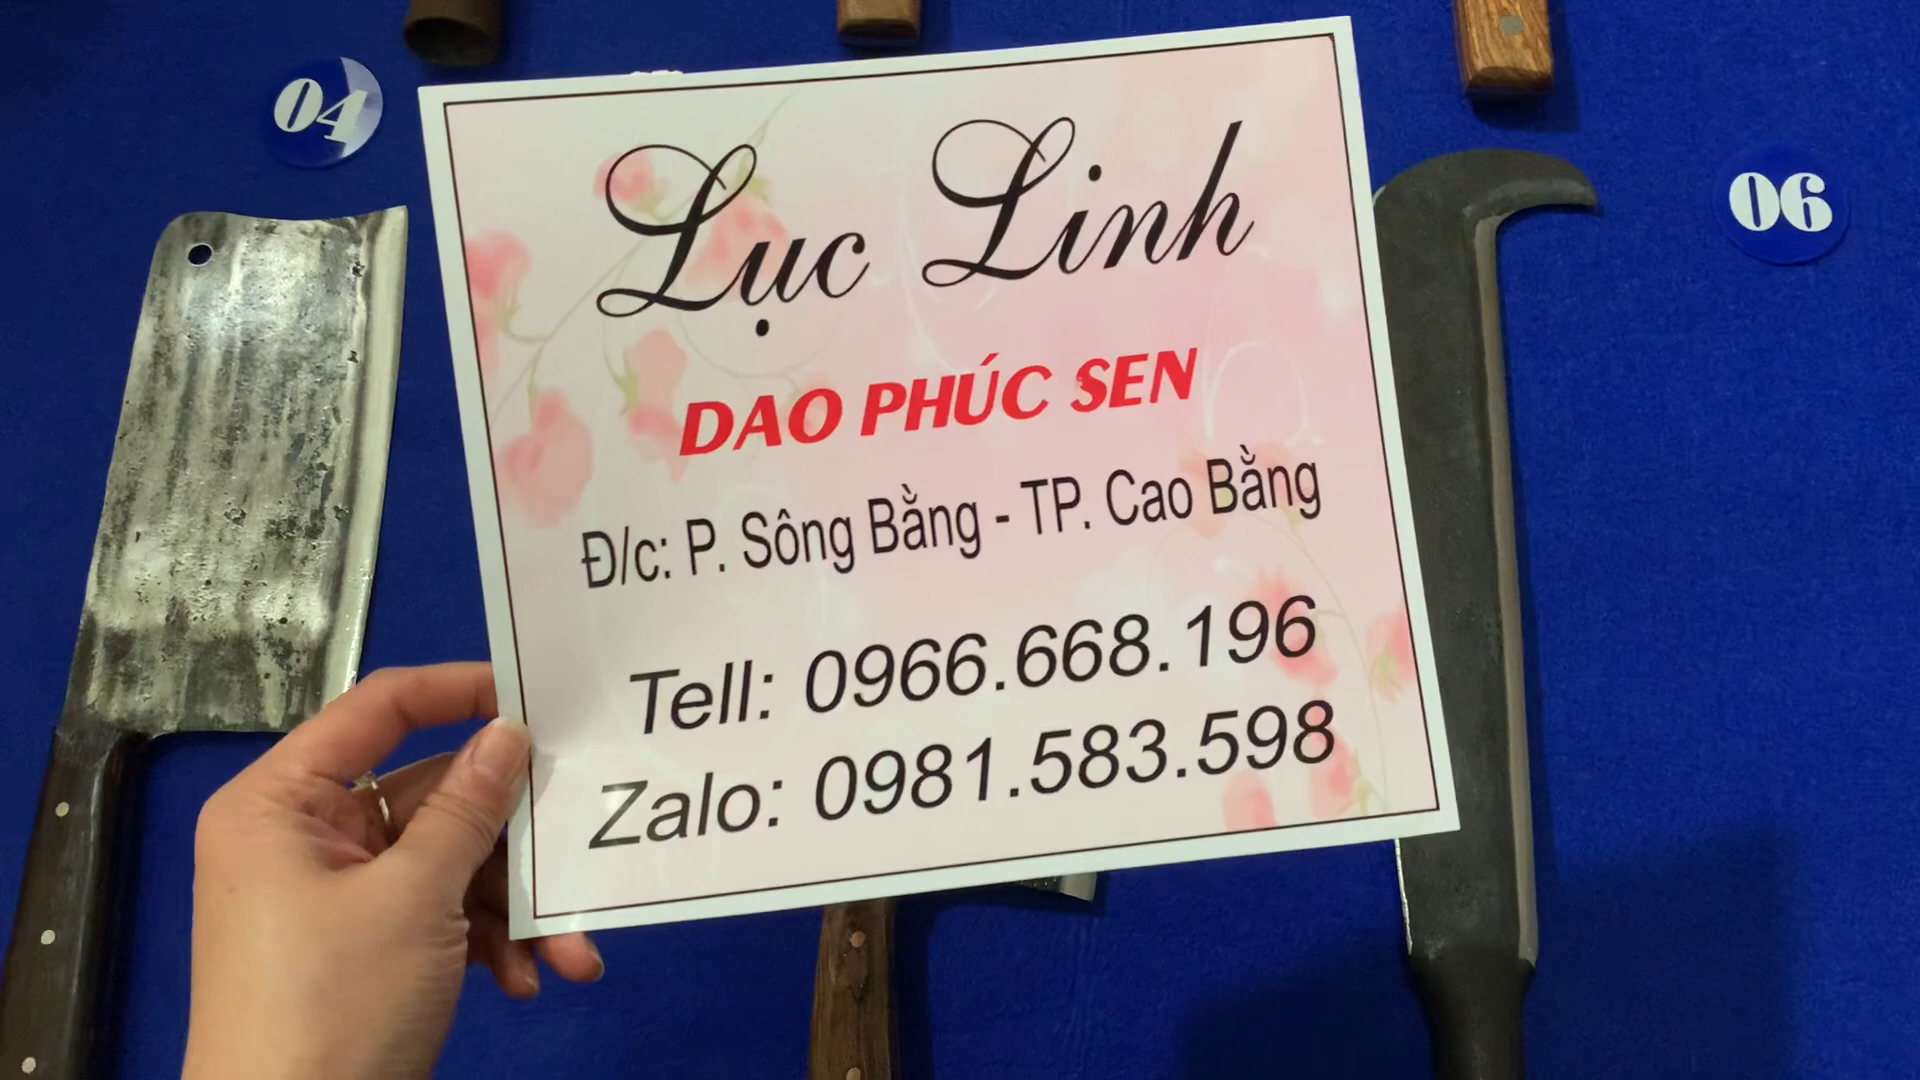 04
06
Lục Linh
DAO PHÚC SEN
Đ/c: P. Sông Bằng - TP. Cao Bằng
Tell: 0966.668.196
Zalo: 0981.583.598